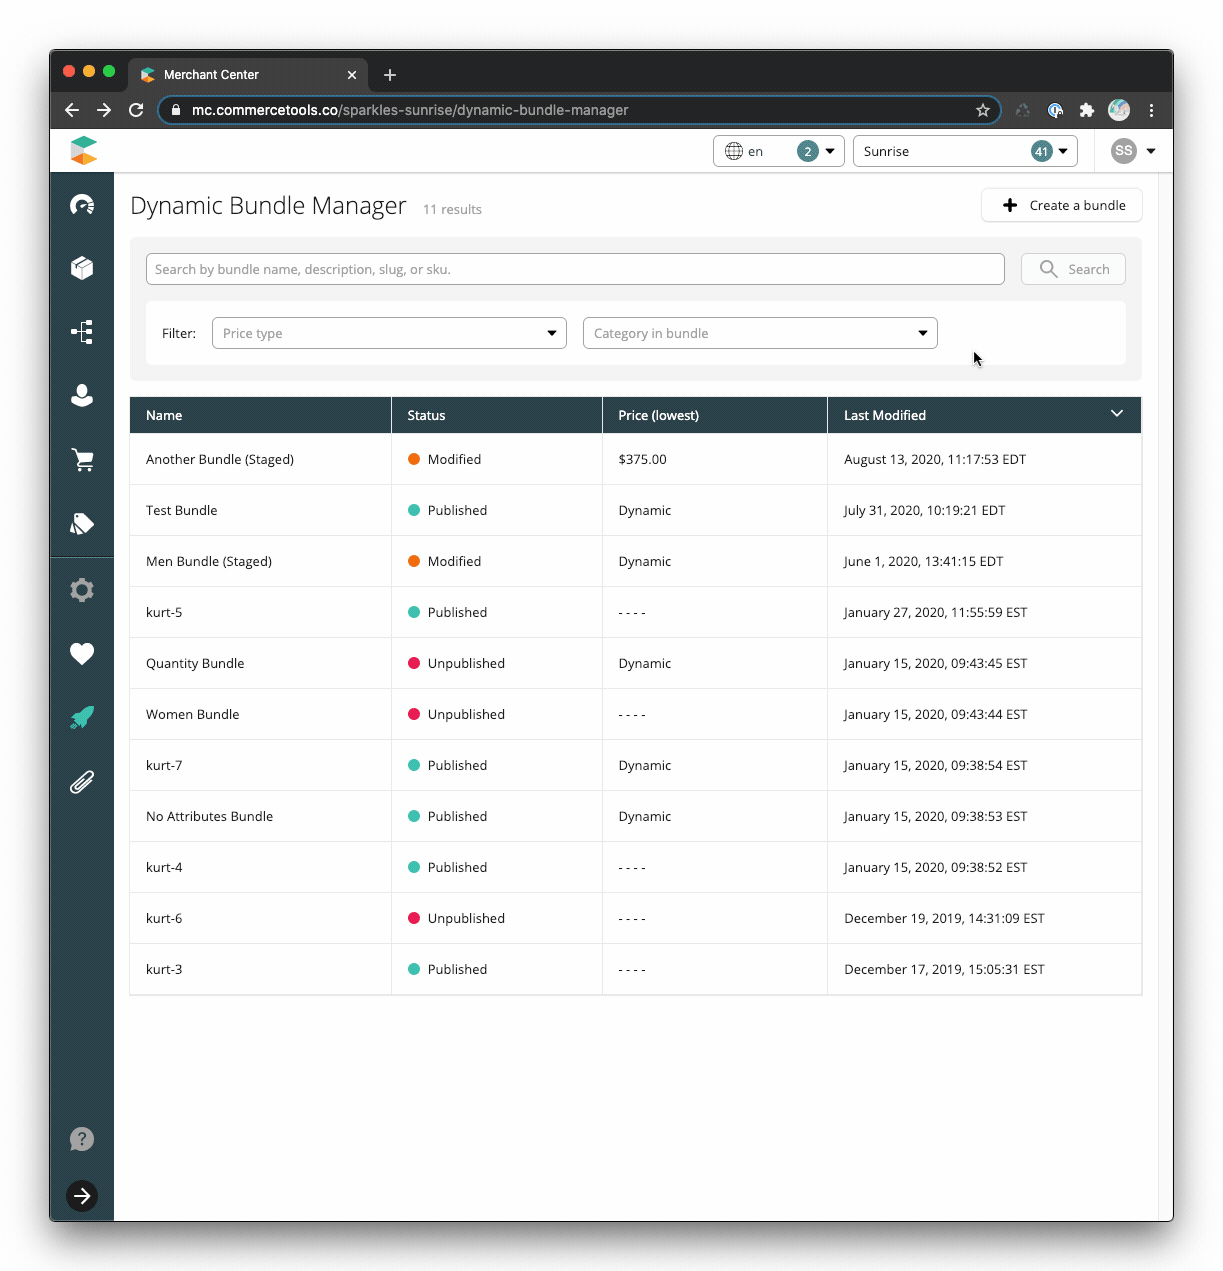 Merchant Center
mc.commercetools.co/sparkles-sunrise/dynamic-bundle-manager
en 2 Sunrise 41 SS
Dynamic Bundle Manager 11 results + Create a bundle
Search by bundle name, description, slug, or sku. Search
Filter: Price type Category in bundle
Name Status Price (lowest) Last Modified
Another Bundle (Staged) Modified $375.00 August 13, 2020, 11:17:53 EDT
Test Bundle Published Dynamic July 31, 2020, 10:19:21 EDT
Men Bundle (Staged) Modified Dynamic June 1, 2020, 13:41:15 EDT
kurt-5 Published - - - - January 27, 2020, 11:55:59 EST
Quantity Bundle Unpublished Dynamic January 15, 2020, 09:43:45 EST
Women Bundle Unpublished - - - - January 15, 2020, 09:43:44 EST
kurt-7 Published Dynamic January 15, 2020, 09:38:54 EST
No Attributes Bundle Published Dynamic January 15, 2020, 09:38:53 EST
kurt-4 Published - - - - January 15, 2020, 09:38:52 EST
kurt-6 Unpublished - - - - December 19, 2019, 14:31:09 EST
kurt-3 Published - - - - December 17, 2019, 15:05:31 EST
?